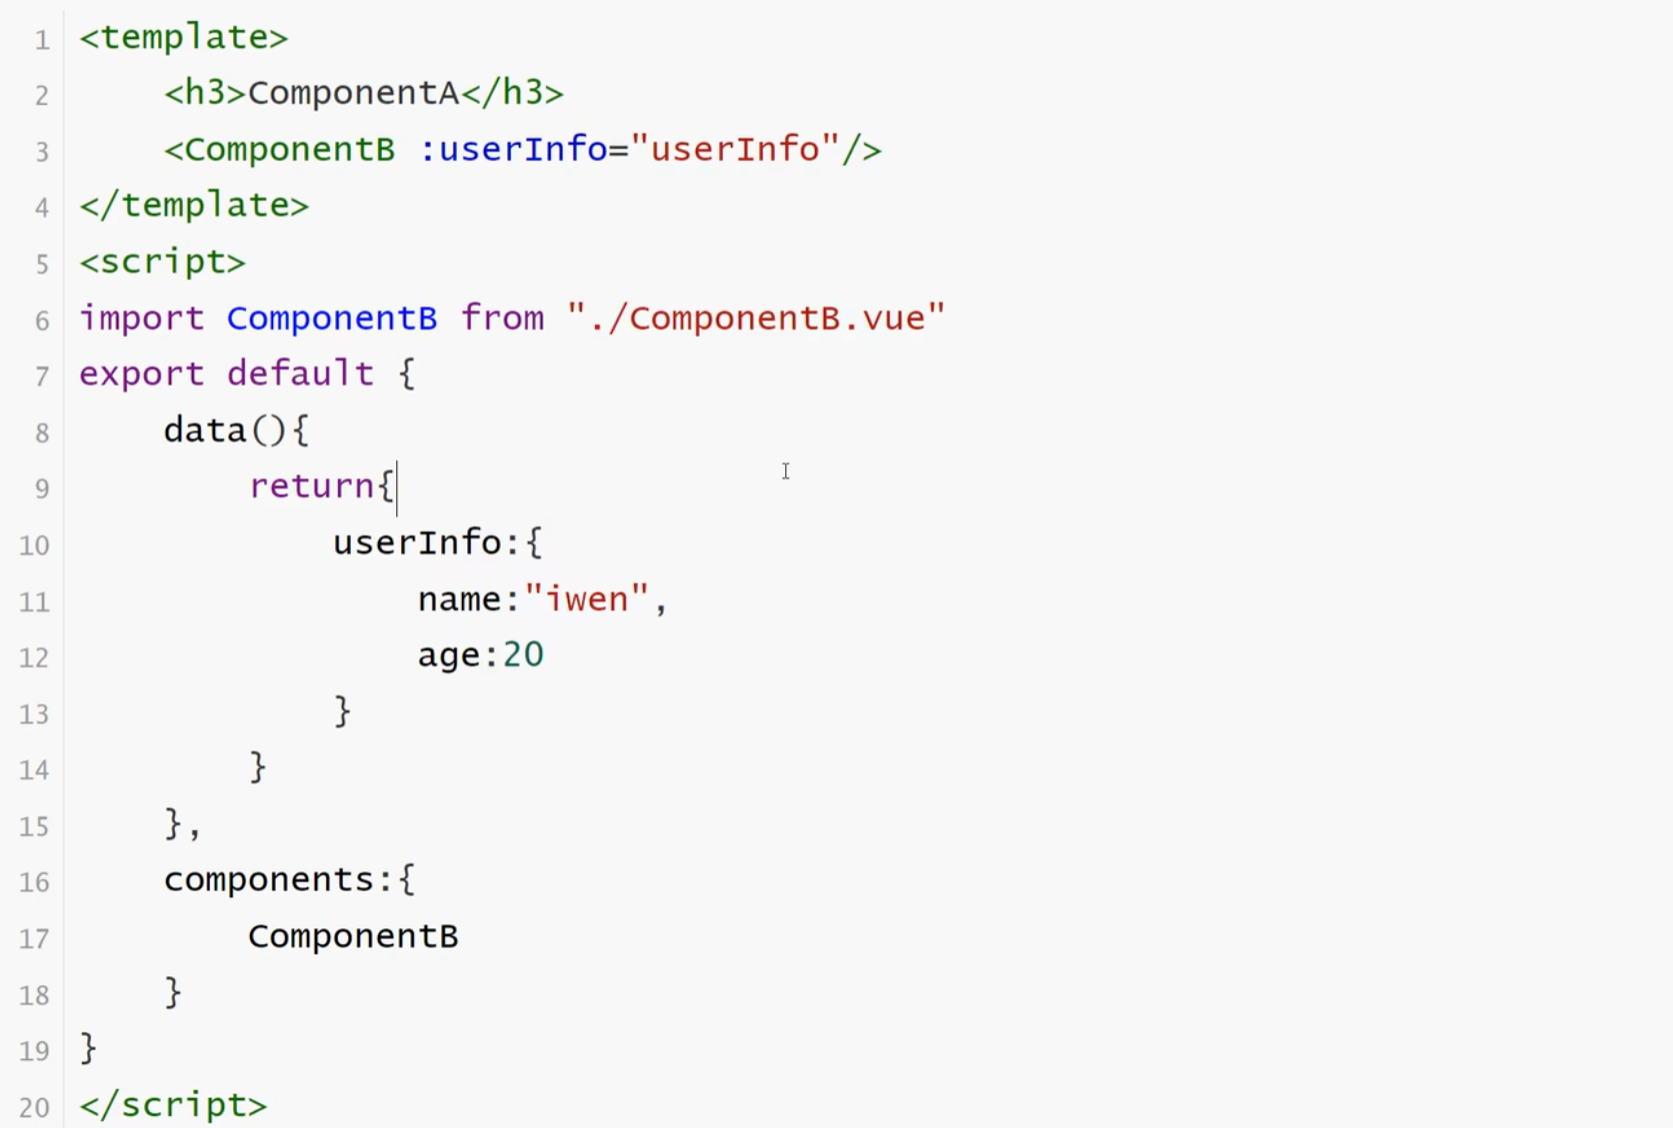 1 <template>
2     <h3>ComponentA</h3>
3     <ComponentB :userInfo="userInfo"/>
4 </template>
5 <script>
6 import ComponentB from "./ComponentB.vue"
7 export default {
8     data(){
9         return{
10             userInfo:{
11                 name:"iwen",
12                 age:20
13             }
14         }
15     },
16     components:{
17         ComponentB
18     }
19 }
20 </script>